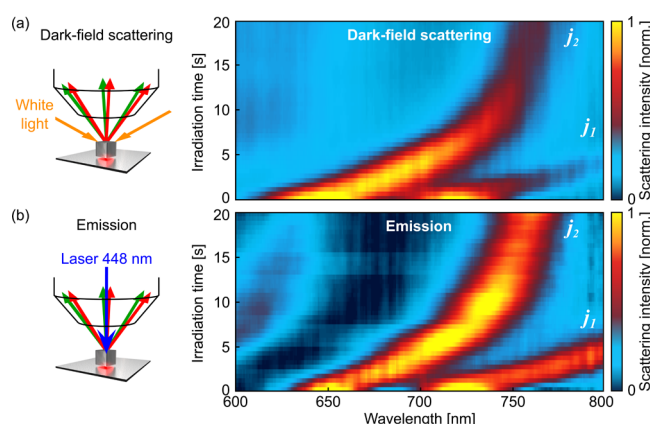 (a)
Dark-field scattering
White
light
Irradiation time [s]
20
15
10
5
0
Dark-field scattering
j2
j1
1
0
Scattering intensity [norm.]
(b)
Emission
Laser 448 nm
Irradiation time [s]
20
15
10
5
0
Emission
j2
j1
1
0
Scattering intensity [norm.]
600
650
700
750
800
Wavelength [nm]